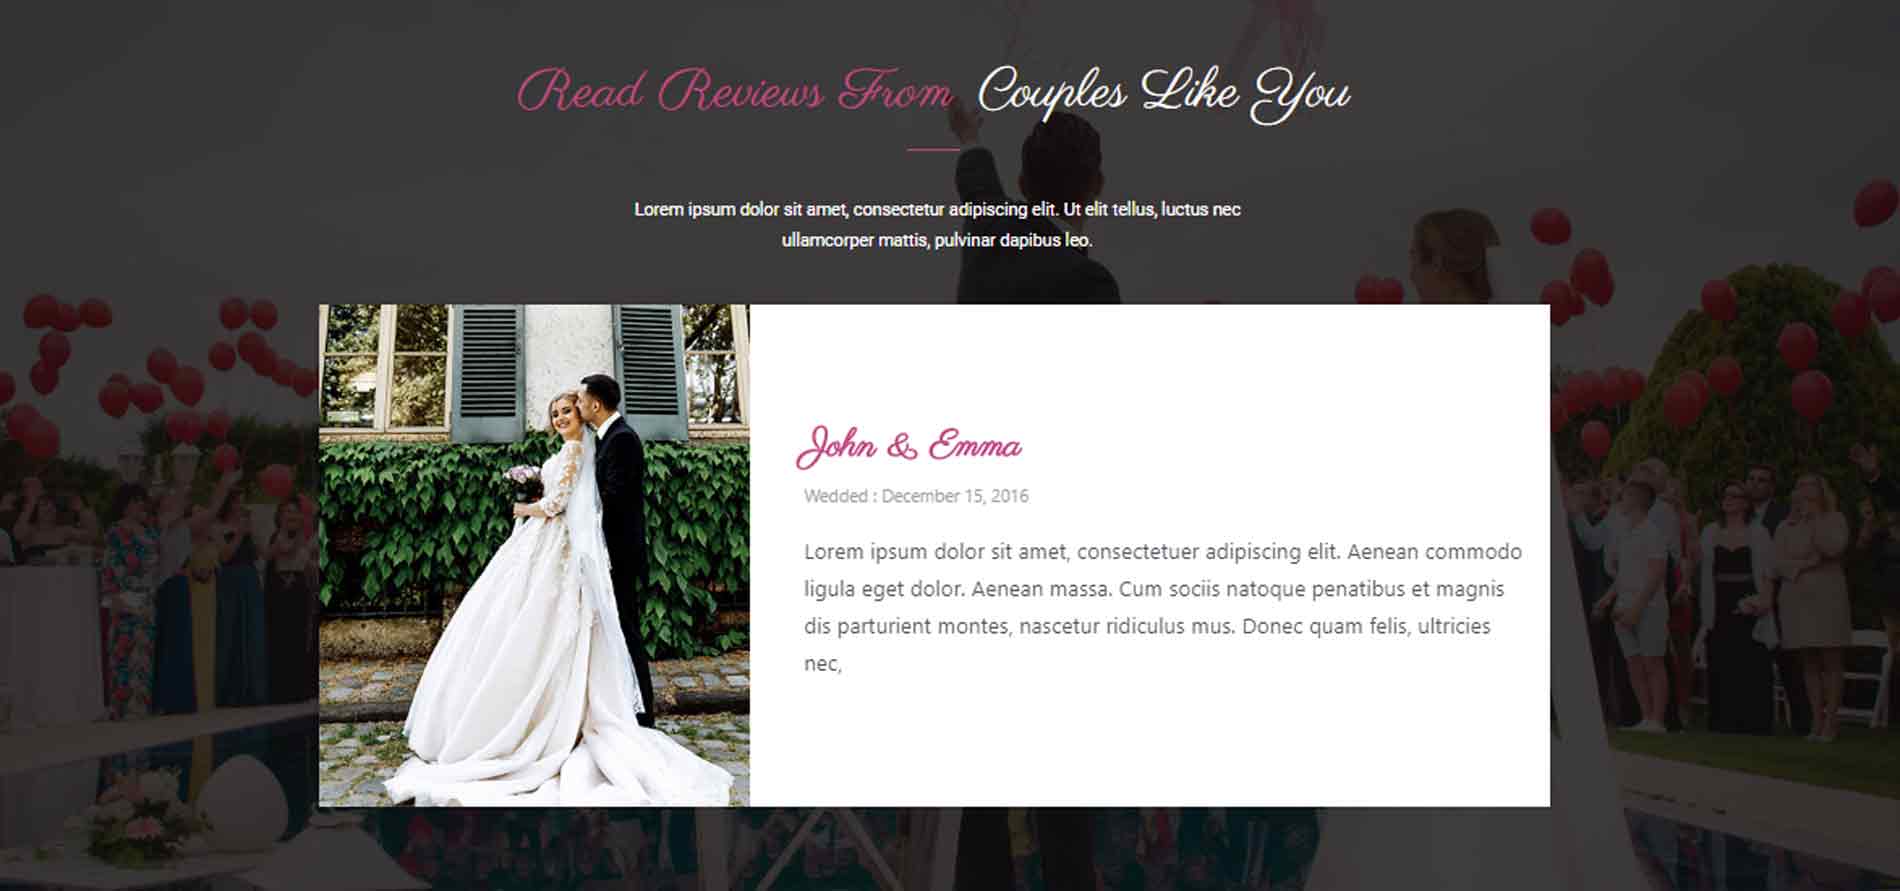 Read Reviews From Couples Like You
Lorem ipsum dolor sit amet, consectetur adipiscing elit. Ut elit tellus, luctus nec
ullamcorper mattis, pulvinar dapibus leo.
John & Emma
Wedded : December 15, 2016
Lorem ipsum dolor sit amet, consectetuer adipiscing elit. Aenean commodo
ligula eget dolor. Aenean massa. Cum sociis natoque penatibus et magnis
dis parturient montes, nascetur ridiculus mus. Donec quam felis, ultricies
nec,